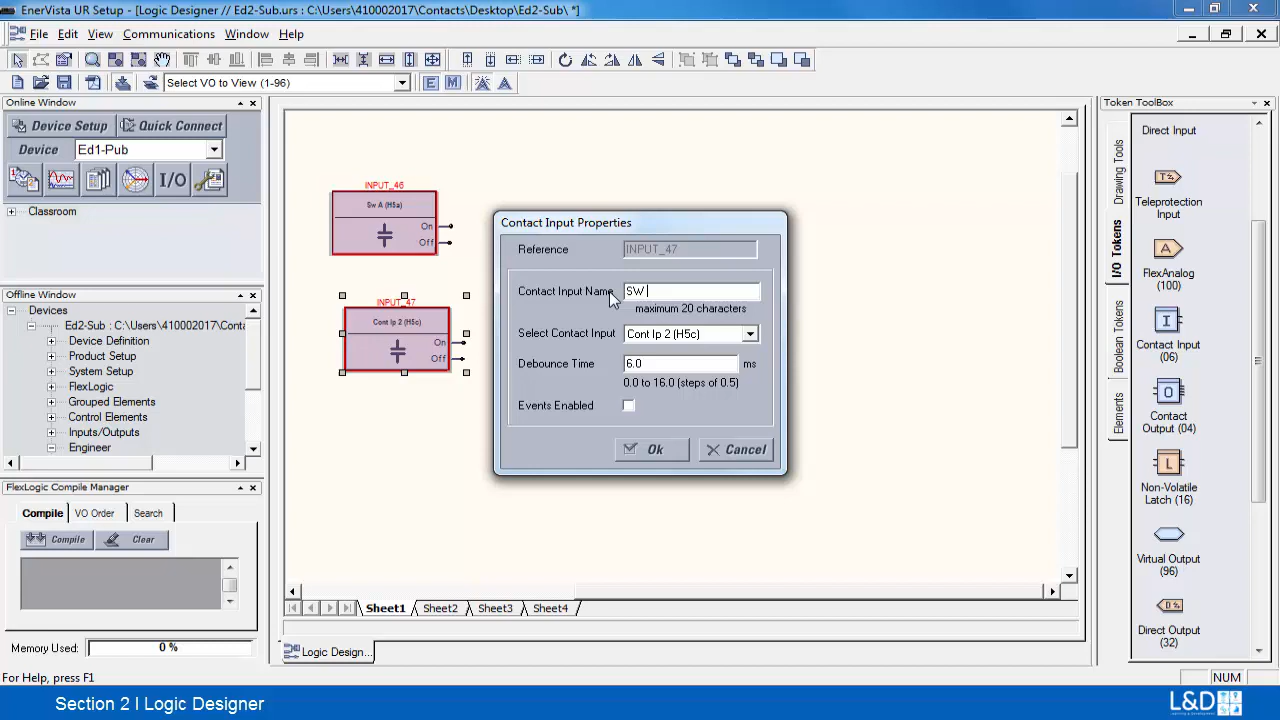 EnerVista UR Setup - [Logic Designer // Ed2-Sub.urs : C:\Users\410002017\Contacts\Desktop\Ed2-Sub\ *]
File Edit View Communications Window Help
Select VO to View (1-96)
E M
Online Window
Device Setup Quick Connect
Device Ed1-Pub
I/O
Classroom
Offline Window
Devices
Ed2-Sub : C:\Users\410002017\Conta
Device Definition
Product Setup
System Setup
FlexLogic
Grouped Elements
Control Elements
Inputs/Outputs
Engineer
FlexLogic Compile Manager
Compile VO Order Search
Compile Clear
Memory Used: 0 %
INPUT_46
Sw A (H5a)
On
Off
INPUT_47
Cont Ip 2 (H5c)
On
Off
Contact Input Properties
Reference INPUT_47
Contact Input Name SW
maximum 20 characters
Select Contact Input Cont Ip 2 (H5c)
Debounce Time 6.0 ms
0.0 to 16.0 (steps of 0.5)
Events Enabled
Ok Cancel
Sheet1 Sheet2 Sheet3 Sheet4
Logic Design...
Token ToolBox
Drawing Tools
I/O Tokens
Boolean Tokens
Elements
Direct Input
Teleprotection
Input
FlexAnalog
(100)
Contact Input
(06)
Contact
Output (04)
Non-Volatile
Latch (16)
Virtual Output
(96)
Direct Output
(32)
For Help, press F1
NUM
Section 2 I Logic Designer
L&D